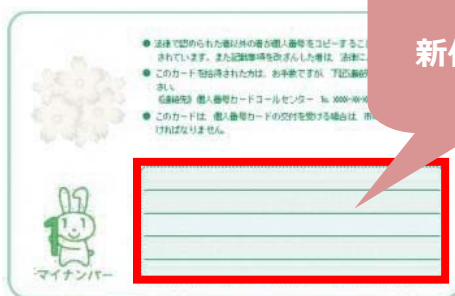 ● 法律で認められた者以外の者が個人番号をコピーするこ
されています。また記載事項を改ざんした者は、法律に
● このカードを拾得された方は、お手数ですが、下記連絡
さい。
《連絡先》個人番号カードコールセンター
● このカードは、個人番号カードの交付を受ける場合は、市
ければなりません。
新
1
マイナンバー